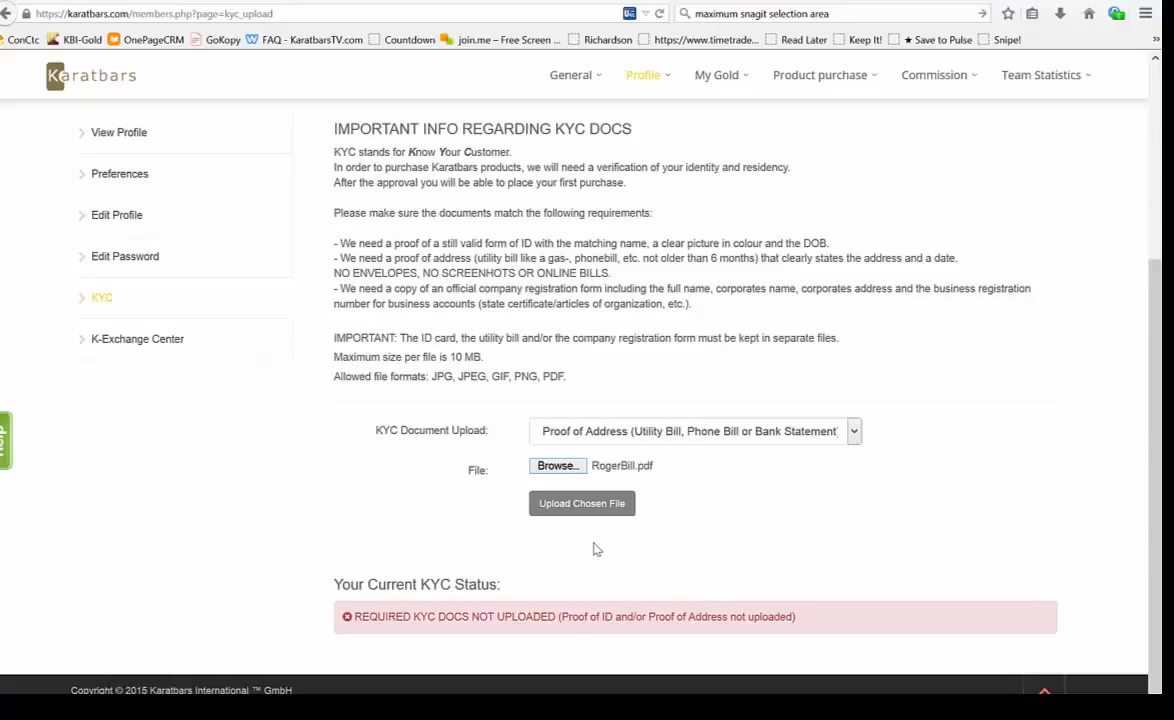 https://karatbars.com/members.php?page=kyc_upload
maximum snagit selection area
ConCtc KBI-Gold OnePageCRM GoKopy FAQ - KaratbarsTV.com Countdown join.me – Free Screen ... Richardson https://www.timetrade... Read Later Keep It! ★ Save to Pulse Snipe! »
Karatbars
General Profile My Gold Product purchase Commission Team Statistics
View Profile
Preferences
Edit Profile
Edit Password
KYC
K-Exchange Center
IMPORTANT INFO REGARDING KYC DOCS
KYC stands for Know Your Customer.
In order to purchase Karatbars products, we will need a verification of your identity and residency.
After the approval you will be able to place your first purchase.
Please make sure the documents match the following requirements:
- We need a proof of a still valid form of ID with the matching name, a clear picture in colour and the DOB.
- We need a proof of address (utility bill like a gas-, phonebill, etc. not older than 6 months) that clearly states the address and a date.
NO ENVELOPES, NO SCREENHOTS OR ONLINE BILLS.
- We need a copy of an official company registration form including the full name, corporates name, corporates address and the business registration
number for business accounts (state certificate/articles of organization, etc.).
IMPORTANT: The ID card, the utility bill and/or the company registration form must be kept in separate files.
Maximum size per file is 10 MB.
Allowed file formats: JPG, JPEG, GIF, PNG, PDF.
KYC Document Upload: Proof of Address (Utility Bill, Phone Bill or Bank Statement)
File: Browse... RogerBill.pdf
Upload Chosen File
Your Current KYC Status:
REQUIRED KYC DOCS NOT UPLOADED (Proof of ID and/or Proof of Address not uploaded)
Copyright © 2015 Karatbars International ™ GmbH